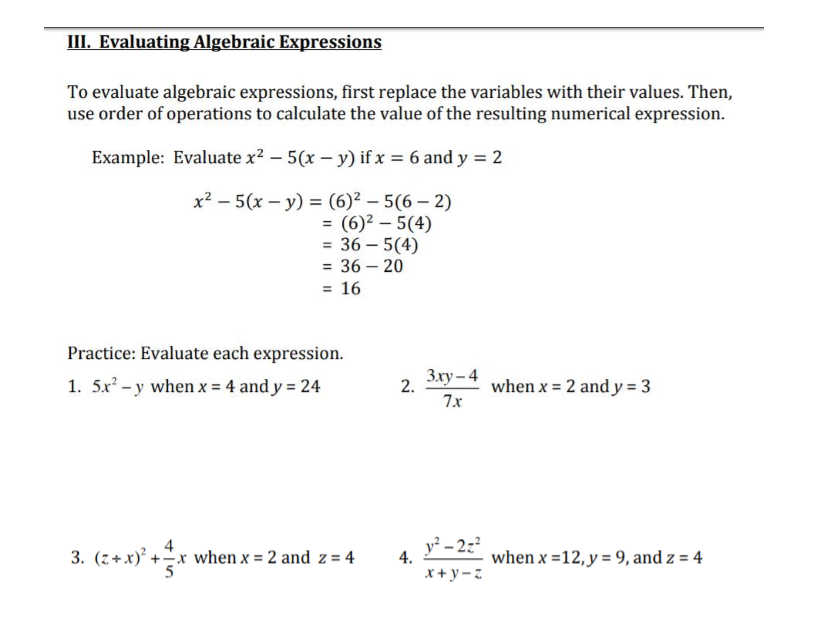 III. Evaluating Algebraic Expressions
To evaluate algebraic expressions, first replace the variables with their values. Then,
use order of operations to calculate the value of the resulting numerical expression.
Example: Evaluate x² – 5(x – y) if x = 6 and y = 2
x² – 5(x – y) = (6)² – 5(6 – 2)
= (6)² – 5(4)
= 36 – 5(4)
= 36 – 20
= 16
Practice: Evaluate each expression.
1. 5x² – y when x = 4 and y = 24
2. (3xy – 4)/(7x) when x = 2 and y = 3
3. (z ÷ x)² + 4/5 x when x = 2 and z = 4
4. (y² – 2z²)/(x + y – z) when x =12, y = 9, and z = 4